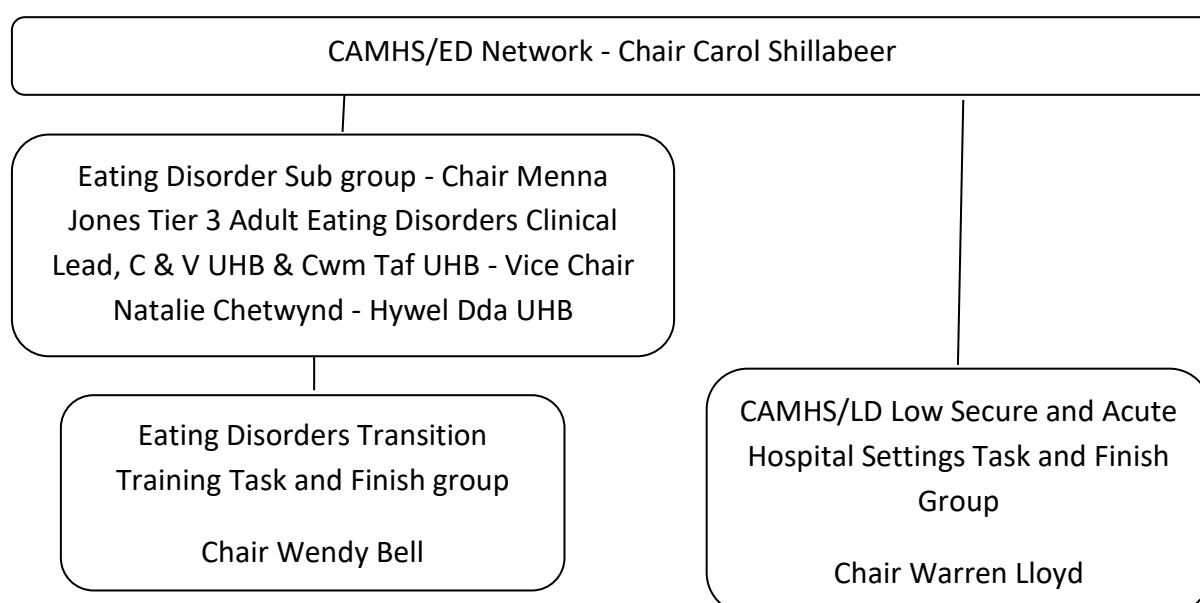 CAMHS/ED Network - Chair Carol Shillabeer
Eating Disorder Sub group - Chair Menna
Jones Tier 3 Adult Eating Disorders Clinical
Lead, C & V UHB & Cwm Taf UHB - Vice Chair
Natalie Chetwynd - Hywel Dda UHB
Eating Disorders Transition
Training Task and Finish group
Chair Wendy Bell
CAMHS/LD Low Secure and Acute
Hospital Settings Task and Finish
Group
Chair Warren Lloyd